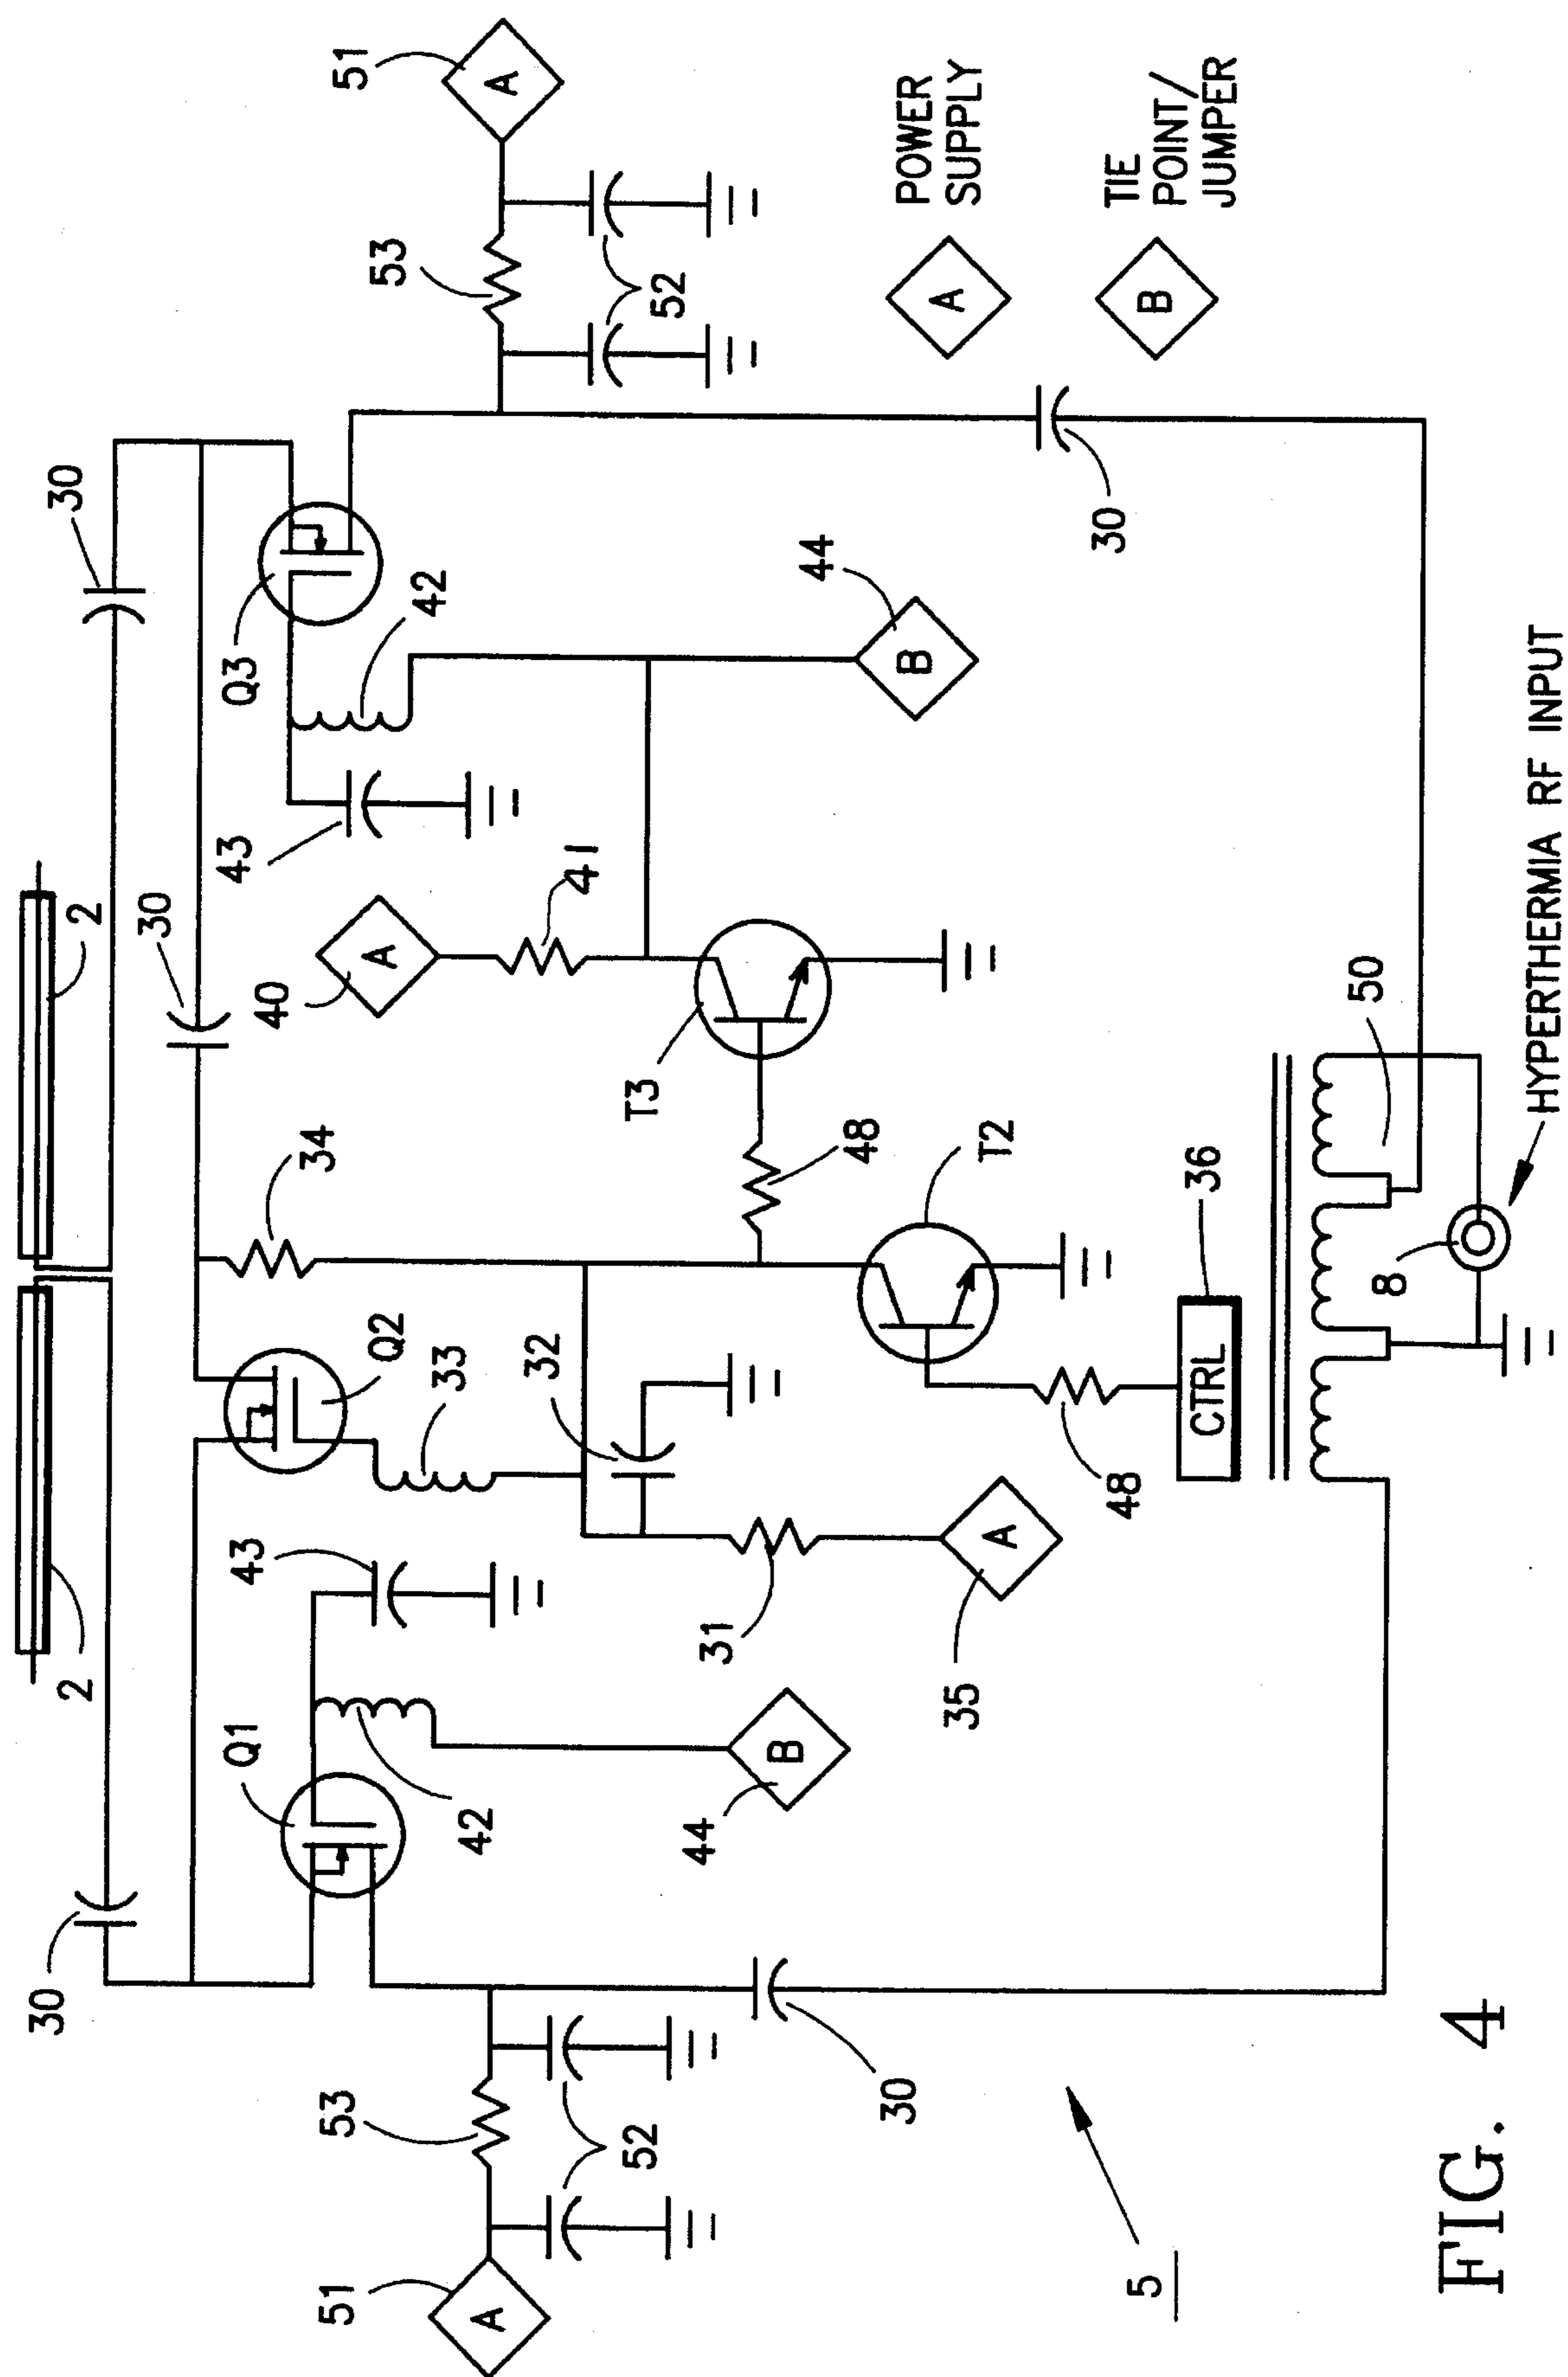 2
2
30
30
30
Q1
Q2
Q3
43
43
34
33
32
42
42
40
A
41
53
53
51
A
51
A
52
52
44
B
44
B
31
35
A
T3
48
T2
48
CTRL
36
30
30
50
8
A
POWER
SUPPLY
B
TIE
POINT/
JUMPER
HYPERTHERMIA RF INPUT
5
FIG. 4